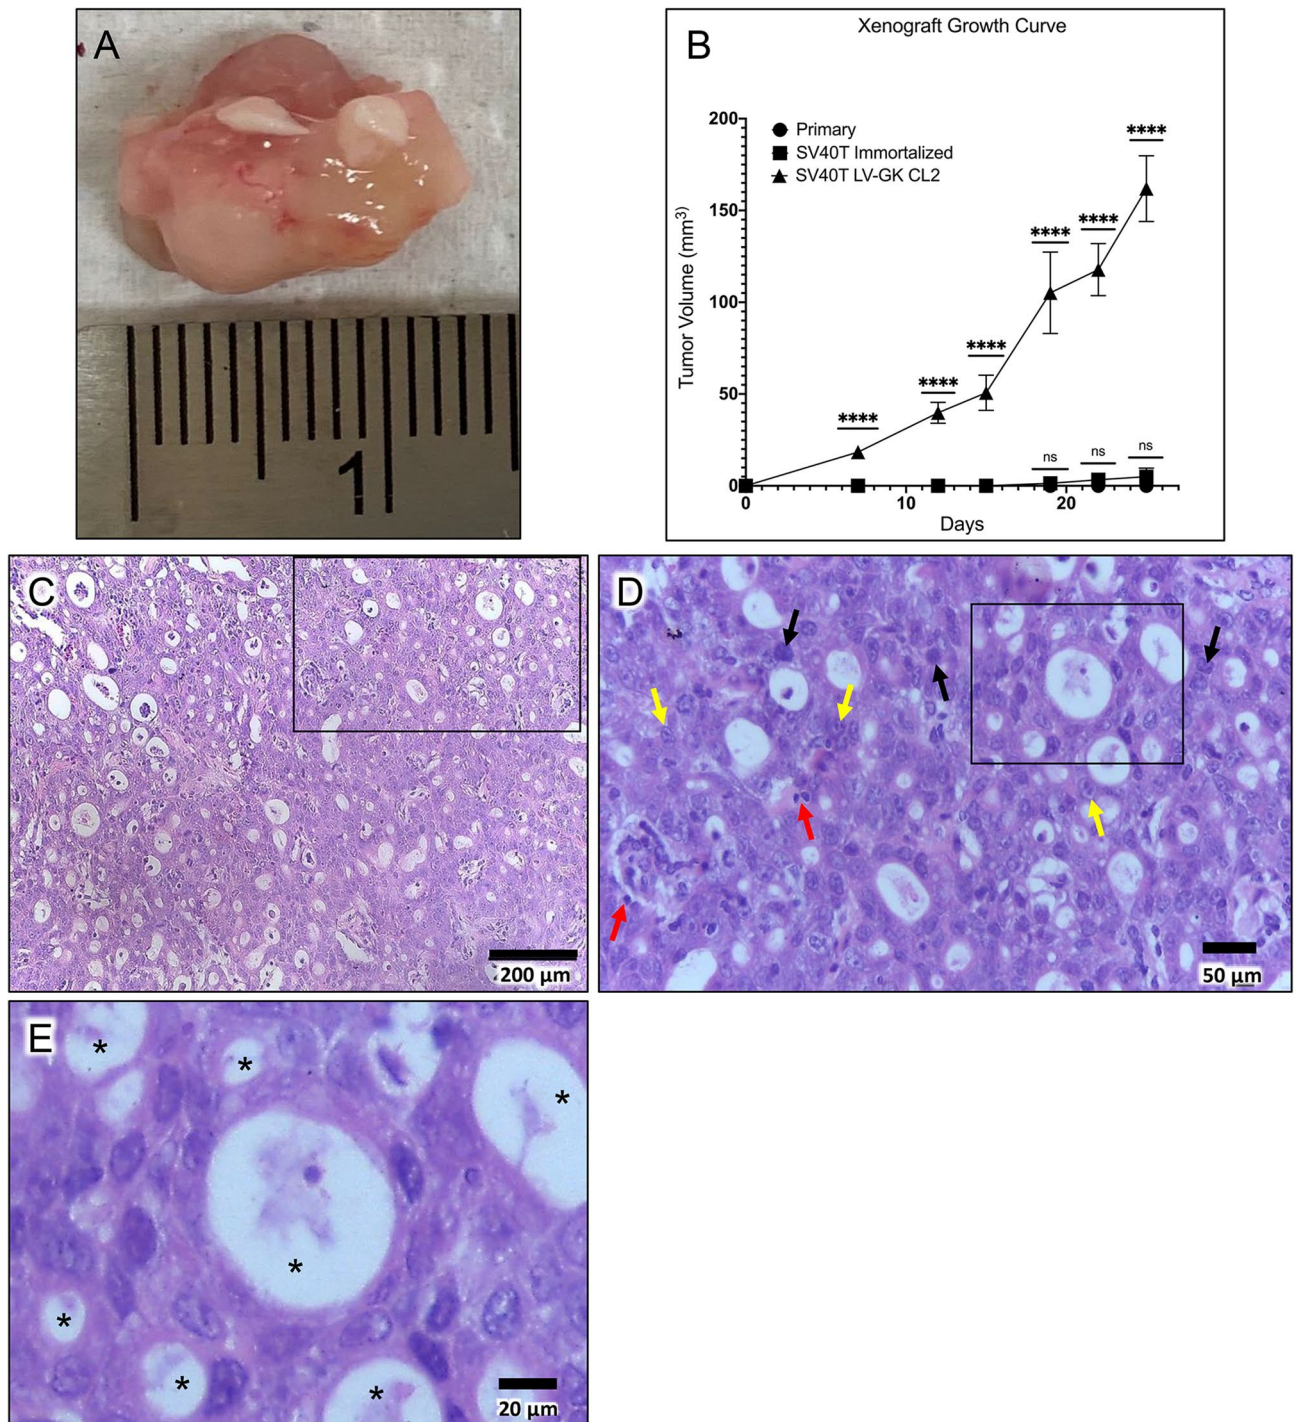 A
1
B
Xenograft Growth Curve
Primary
SV40T Immortalized
SV40T LV-GK CL2
Tumor Volume (mm3)
200
150
100
50
0
****
****
****
****
****
****
ns
ns
ns
0
10
20
Days
C
200 µm
D
50 µm
E
*
*
*
*
*
*
*
20 µm